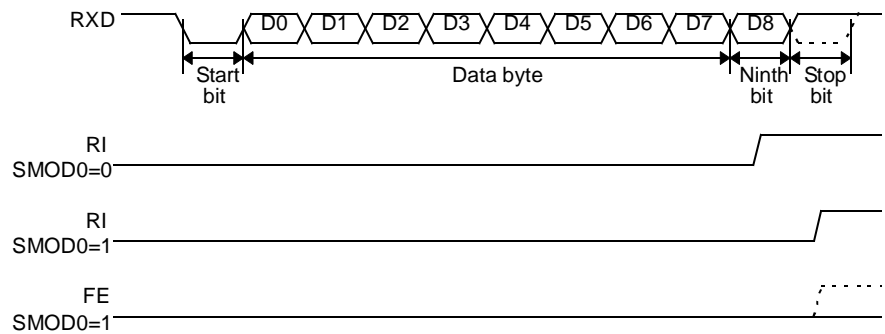 RXD D0 D1 D2 D3 D4 D5 D6 D7 D8
Start bit
Data byte
Ninth bit
Stop bit
RI
SMOD0=0
RI
SMOD0=1
FE
SMOD0=1